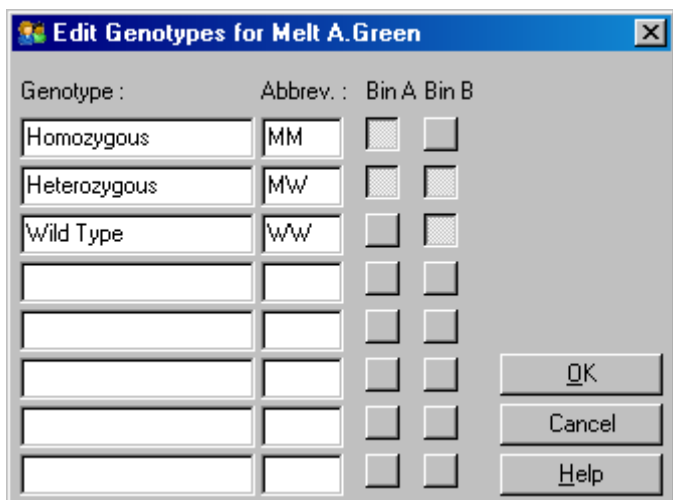 Edit Genotypes for Melt A.Green
Genotype : Abbrev. : Bin A Bin B
Homozygous MM
Heterozygous MW
Wild Type WW
OK
Cancel
Help